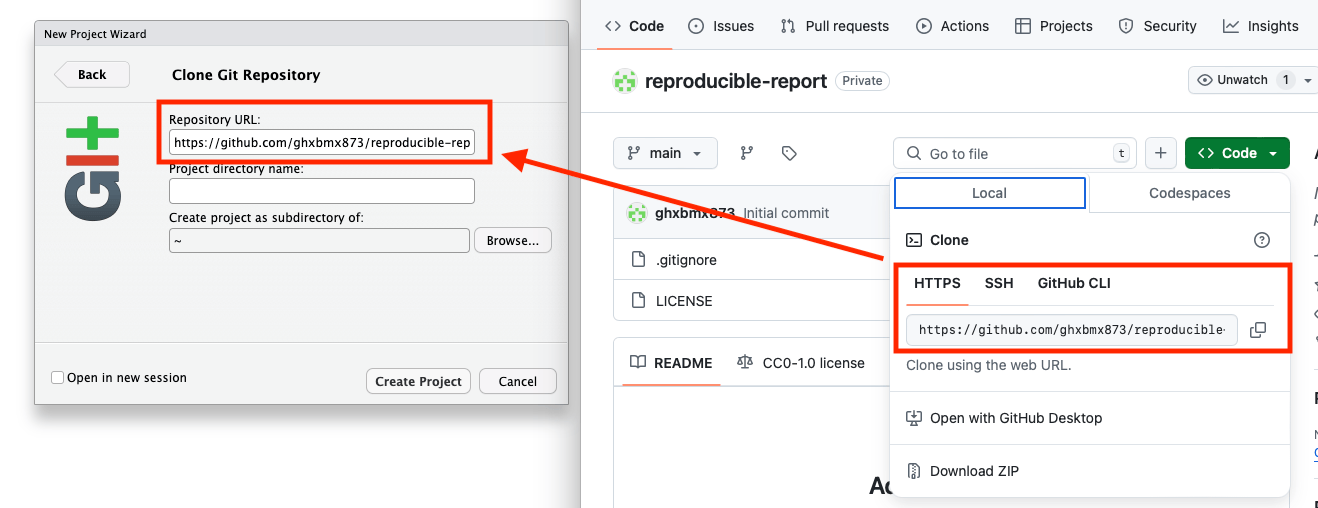 New Project Wizard
Back
Clone Git Repository
git
Repository URL:
https://github.com/ghxbmx873/reproducible-rep
Project directory name:
Create project as subdirectory of:
~
Browse...
Open in new session
Create Project
Cancel
Code
Issues
Pull requests
Actions
Projects
Security
Insights
reproducible-report
Private
Unwatch
1
main
Go to file
t
Code
ghxbmx873
Initial commit
.gitignore
LICENSE
README
CC0-1.0 license
Local
Codespaces
Clone
HTTPS
SSH
GitHub CLI
https://github.com/ghxbmx873/reproducible-
Clone using the web URL.
Open with GitHub Desktop
Download ZIP